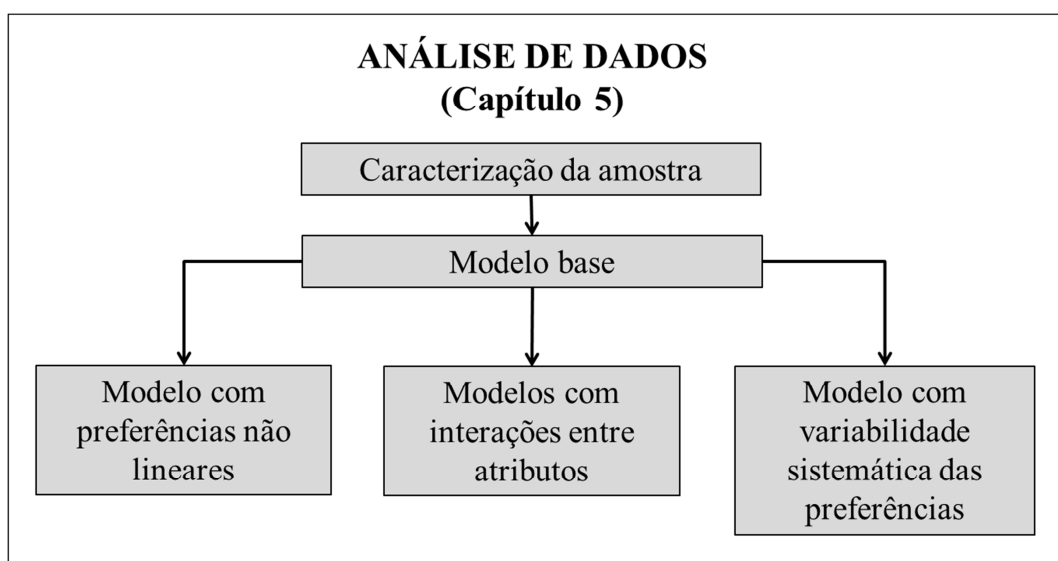 ANÁLISE DE DADOS
(Capítulo 5)
Caracterização da amostra
Modelo base
Modelo com
preferências não
lineares
Modelos com
interações entre
atributos
Modelo com
variabilidade
sistemática das
preferências